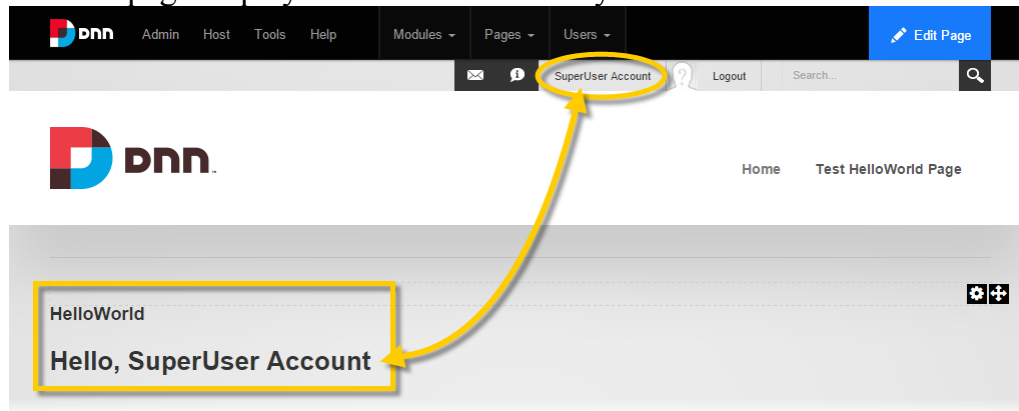 DNN Admin Host Tools Help Modules Pages Users Edit Page
SuperUser Account Logout Search...
DNN Home Test HelloWorld Page
HelloWorld
Hello, SuperUser Account